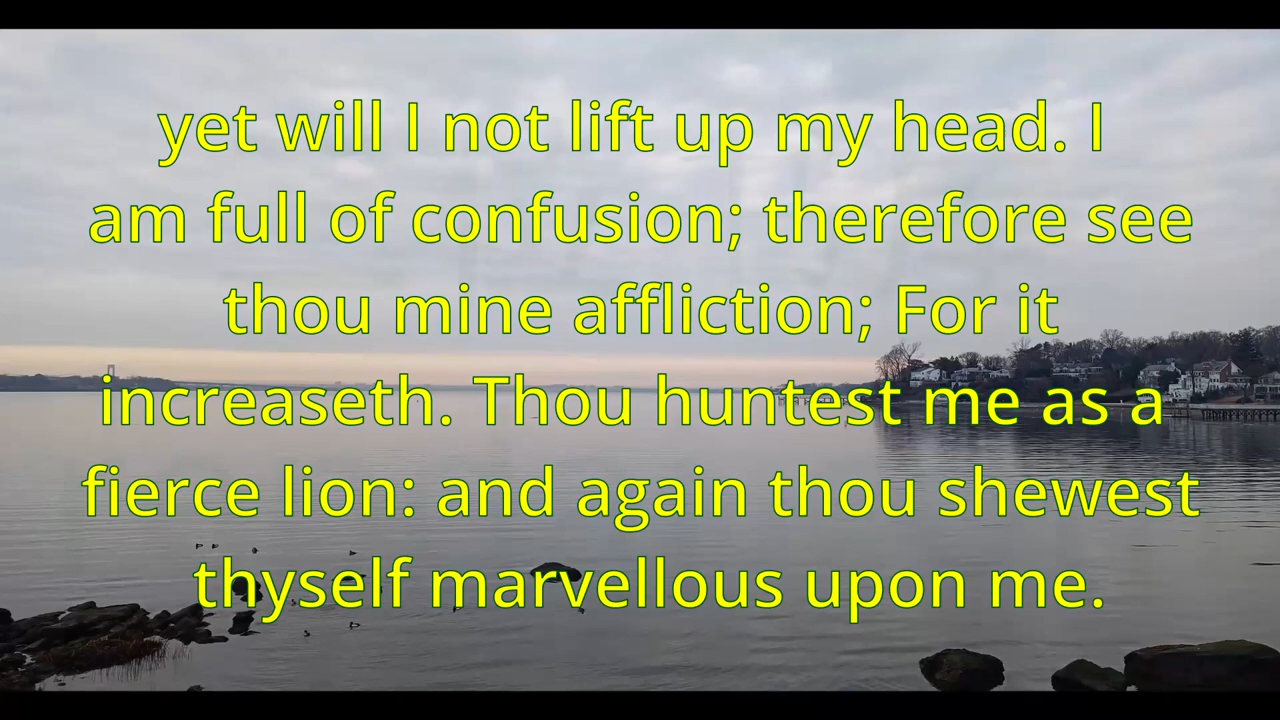 yet will I not lift up my head. I
am full of confusion; therefore see
thou mine affliction; For it
increaseth. Thou huntest me as a
fierce lion: and again thou shewest
thyself marvellous upon me.